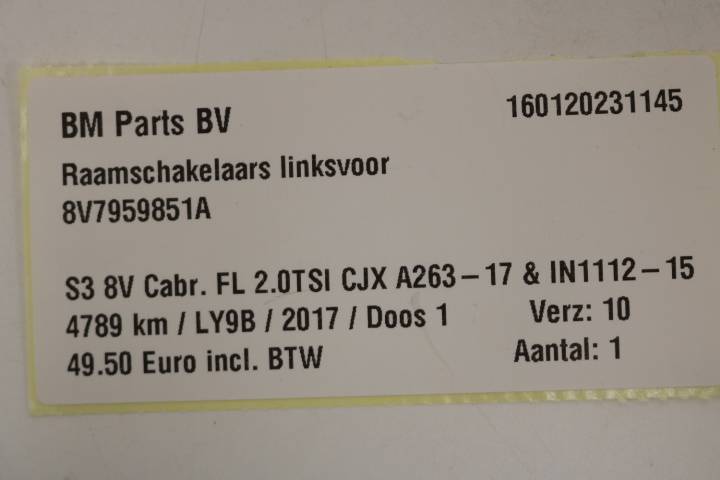 BM Parts BV 160120231145
Raamschakelaars linksvoor
8V7959851A
S3 8V Cabr. FL 2.0TSI CJX A263-17 & IN1112-15
4789 km / LY9B / 2017 / Doos 1 Verz: 10
49.50 Euro incl. BTW Aantal: 1